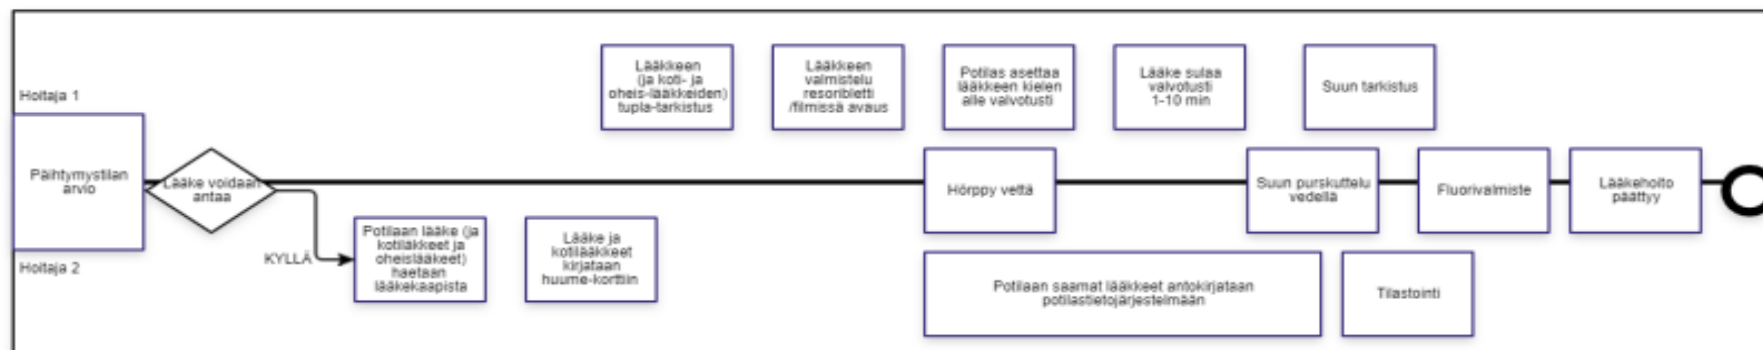 Lääkkeen
(ja koti- ja
oheis-lääkkeiden)
tupla-tarkistus
Lääkkeen
valmistelu
resoribletti
/filmissä avaus
Potilas asettaa
lääkkeen kielen
alle valvotusti
Lääke sulaa
valvotusti
1-10 min
Suun tarkistus
Hoitaja 1
Päihtymystilan
arvio
Lääke voidaan
antaa
Hörppy vettä
Suun purskuttelu
vedellä
Fluorivalmiste
Lääkehoito
päättyy
Hoitaja 2
KYLLÄ
Potilaan lääke (ja
kotiläkkeet ja
oheislääkeet)
haetaan
lääkekaapista
Lääke ja
kotilääkkeet
kirjataan
huume-korttiin
Potilaan saamat lääkkeet antokirjataan
potilastietojärjestelmään
Tilastointi